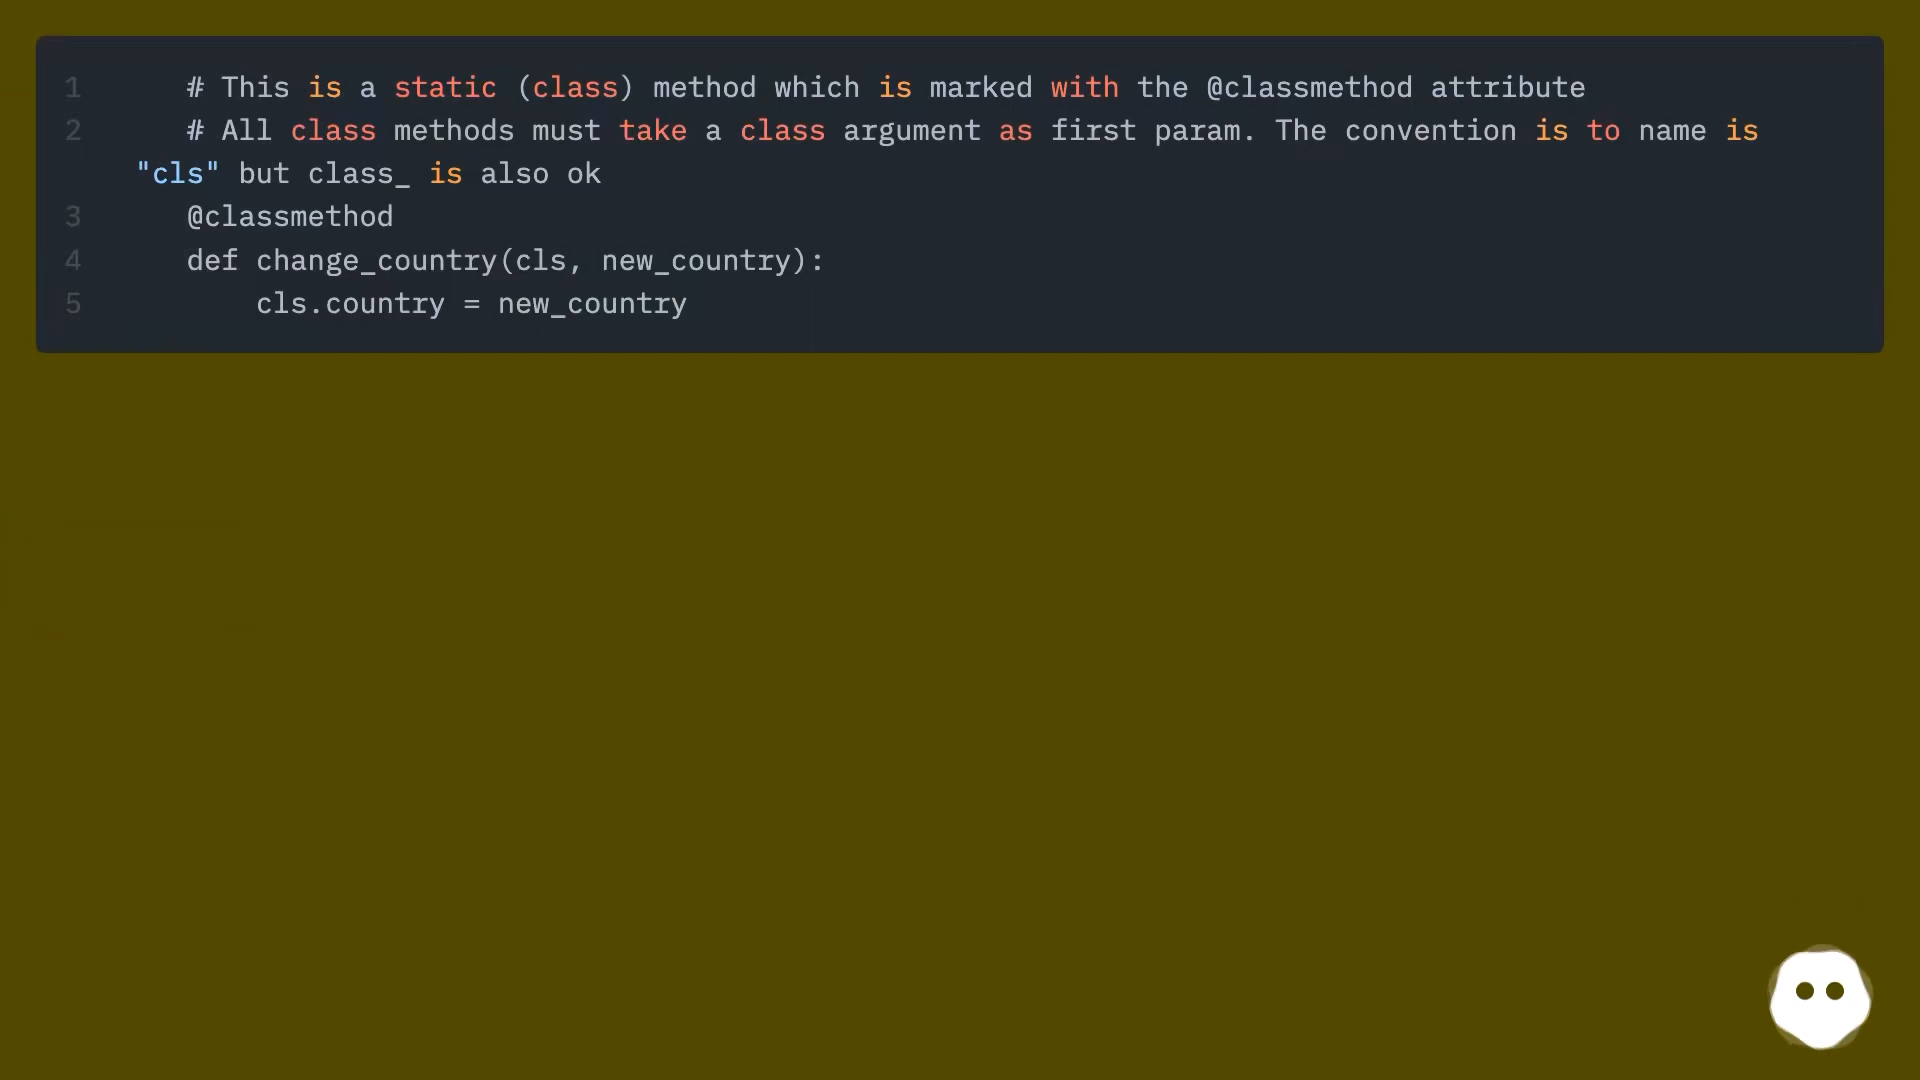 1 # This is a static (class) method which is marked with the @classmethod attribute
2 # All class methods must take a class argument as first param. The convention is to name is
"cls" but class_ is also ok
3 @classmethod
4 def change_country(cls, new_country):
5 cls.country = new_country